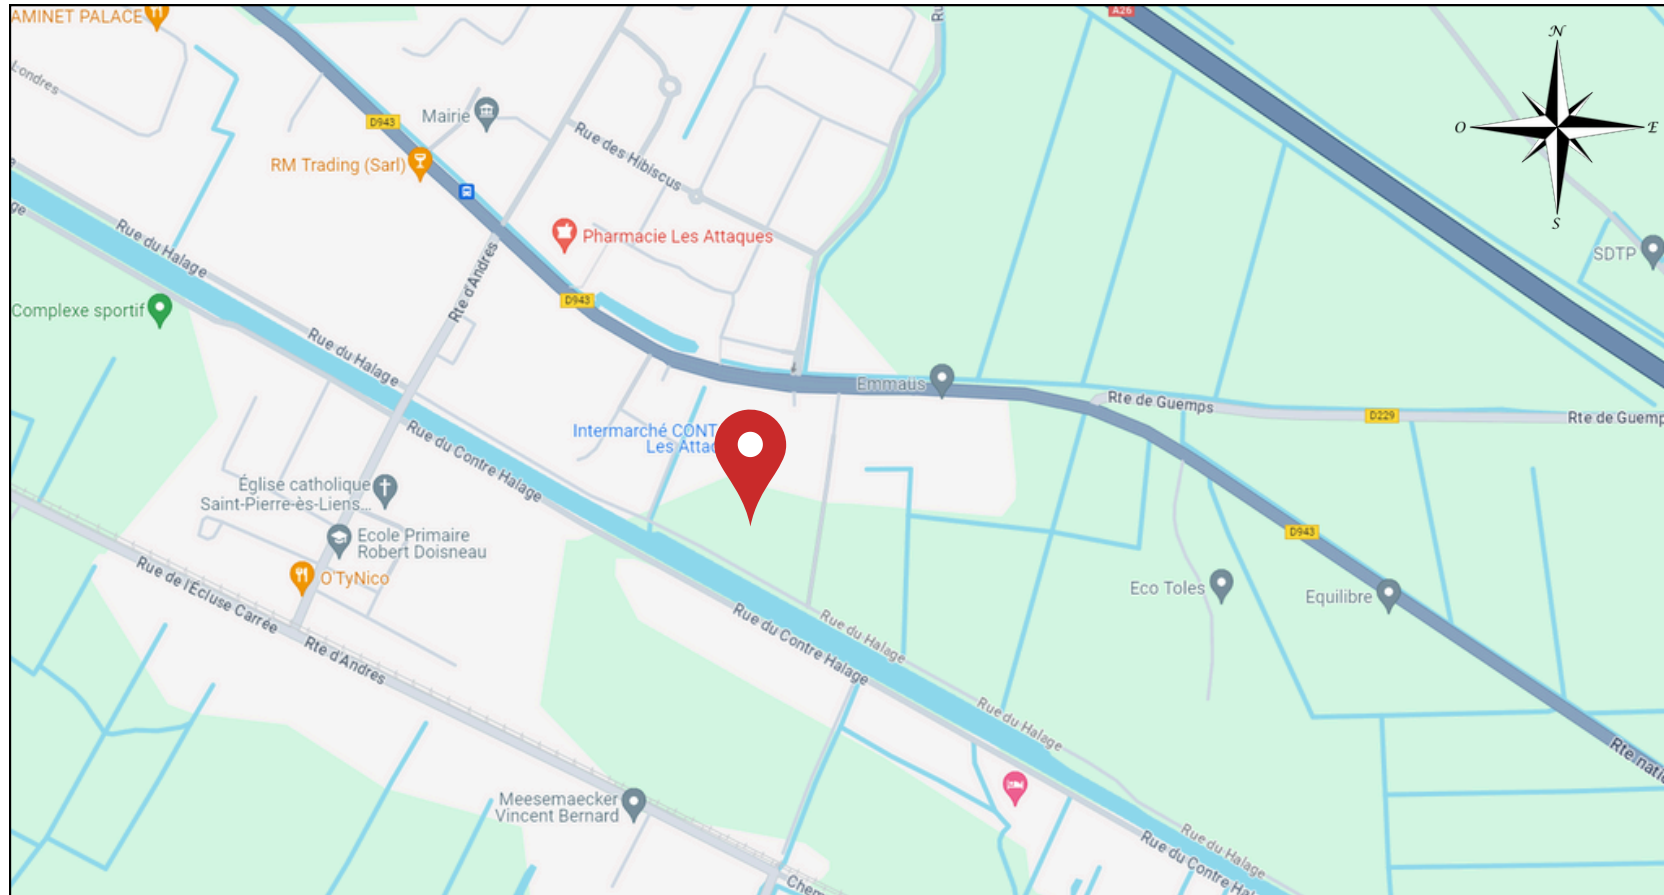 AMINET PALACE
A26
N
O
E
S
Londres
D943
Mairie
RM Trading (Sarl)
Rue des Hibiscus
Rue du Halage
Pharmacie Les Attaques
SDTP
Rte d'Andres
Complexe sportif
D943
Rue du Halage
Emmaüs
Rte de Guemps
D229
Rte de Guemp
Intermarché CONT
Les Attaq
Rue du Contre Halage
Église catholique
Saint-Pierre-ès-Liens...
Ecole Primaire
Robert Doisneau
D943
O'TyNico
Rue de l'Écluse Carrée
Eco Toles
Equilibre
Rue du Contre Halage
Rue du Halage
Rte d'Andres
Rue du Halage
Rte natio
Meesemaecker
Vincent Bernard
Rue du Halage
Rue du Contre Hal
Chem